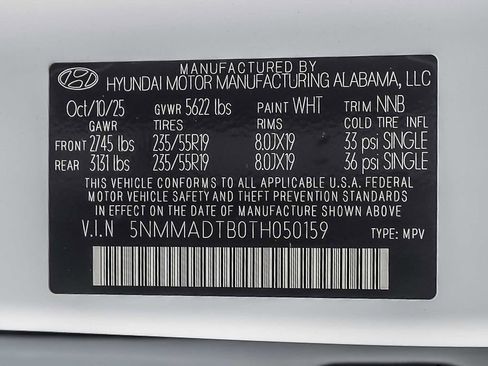 MANUFACTURED BY
HYUNDAI MOTOR MANUFACTURING ALABAMA, LLC
Oct/10/25 GVWR 5622 lbs PAINT WHT TRIM NNB
GAWR TIRES RIMS COLD TIRE INFL
FRONT 2745 lbs 235/55R19 8.0JX19 33 psi SINGLE
REAR 3131 lbs 235/55R19 8.0JX19 36 psi SINGLE
THIS VEHICLE CONFORMS TO ALL APPLICABLE U.S.A. FEDERAL
MOTOR VEHICLE SAFETY, BUMPER, AND THEFT PREVENTION
STANDARDS IN EFFECT ON THE DATE OF MANUFACTURE SHOWN ABOVE.
V.I.N 5NMMADTB0TH050159 TYPE: MPV